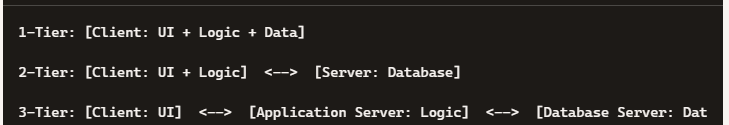 1-Tier: [Client: UI + Logic + Data]
2-Tier: [Client: UI + Logic] <--> [Server: Database]
3-Tier: [Client: UI] <--> [Application Server: Logic] <--> [Database Server: Dat